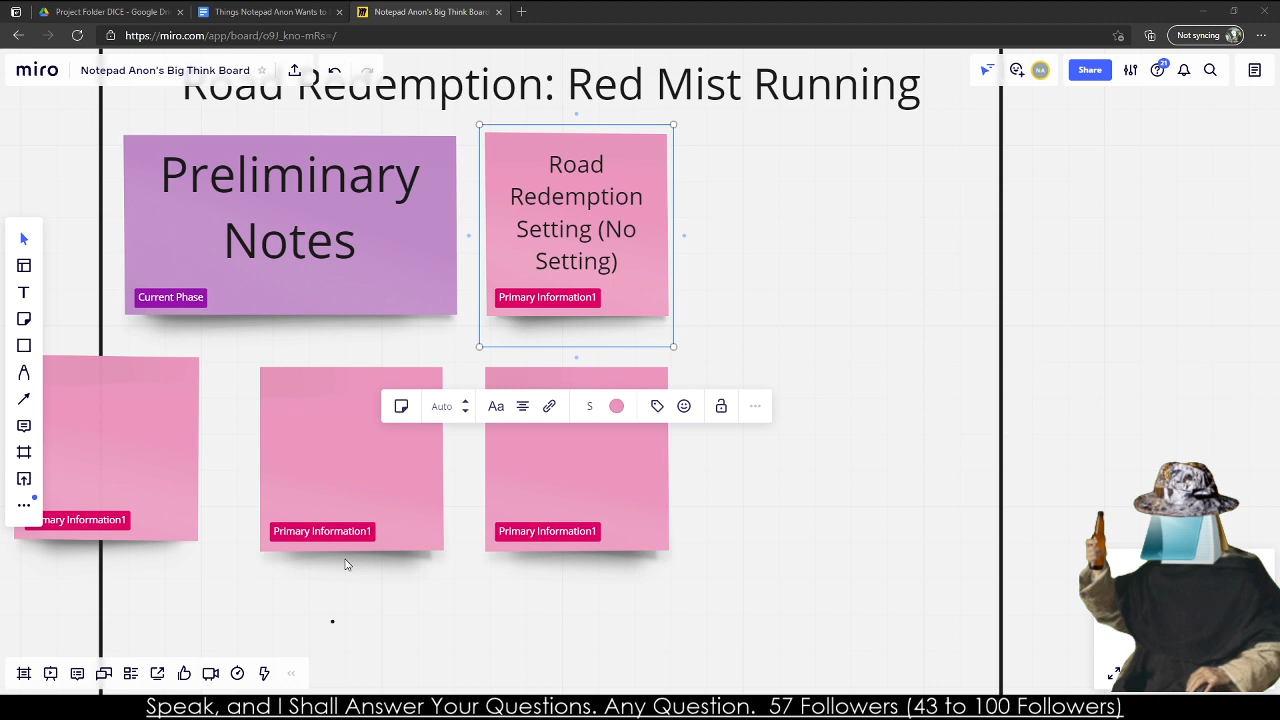 Project Folder DICE - Google Dri
Things Notepad Anon Wants to
Notepad Anon's Big Think Board
https://miro.com/app/board/o9J_kno-mRs=/
Not syncing
miro
Notepad Anon's Big Think Board
NA
Share
21
Road Redemption: Red Mist Running
Preliminary
Notes
Current Phase
Road
Redemption
Setting (No
Setting)
Primary Information1
Auto
Aa
S
mary Information1
Primary Information1
Primary Information1
Speak, and I Shall Answer Your Questions. Any Question. 57 Followers (43 to 100 Followers)